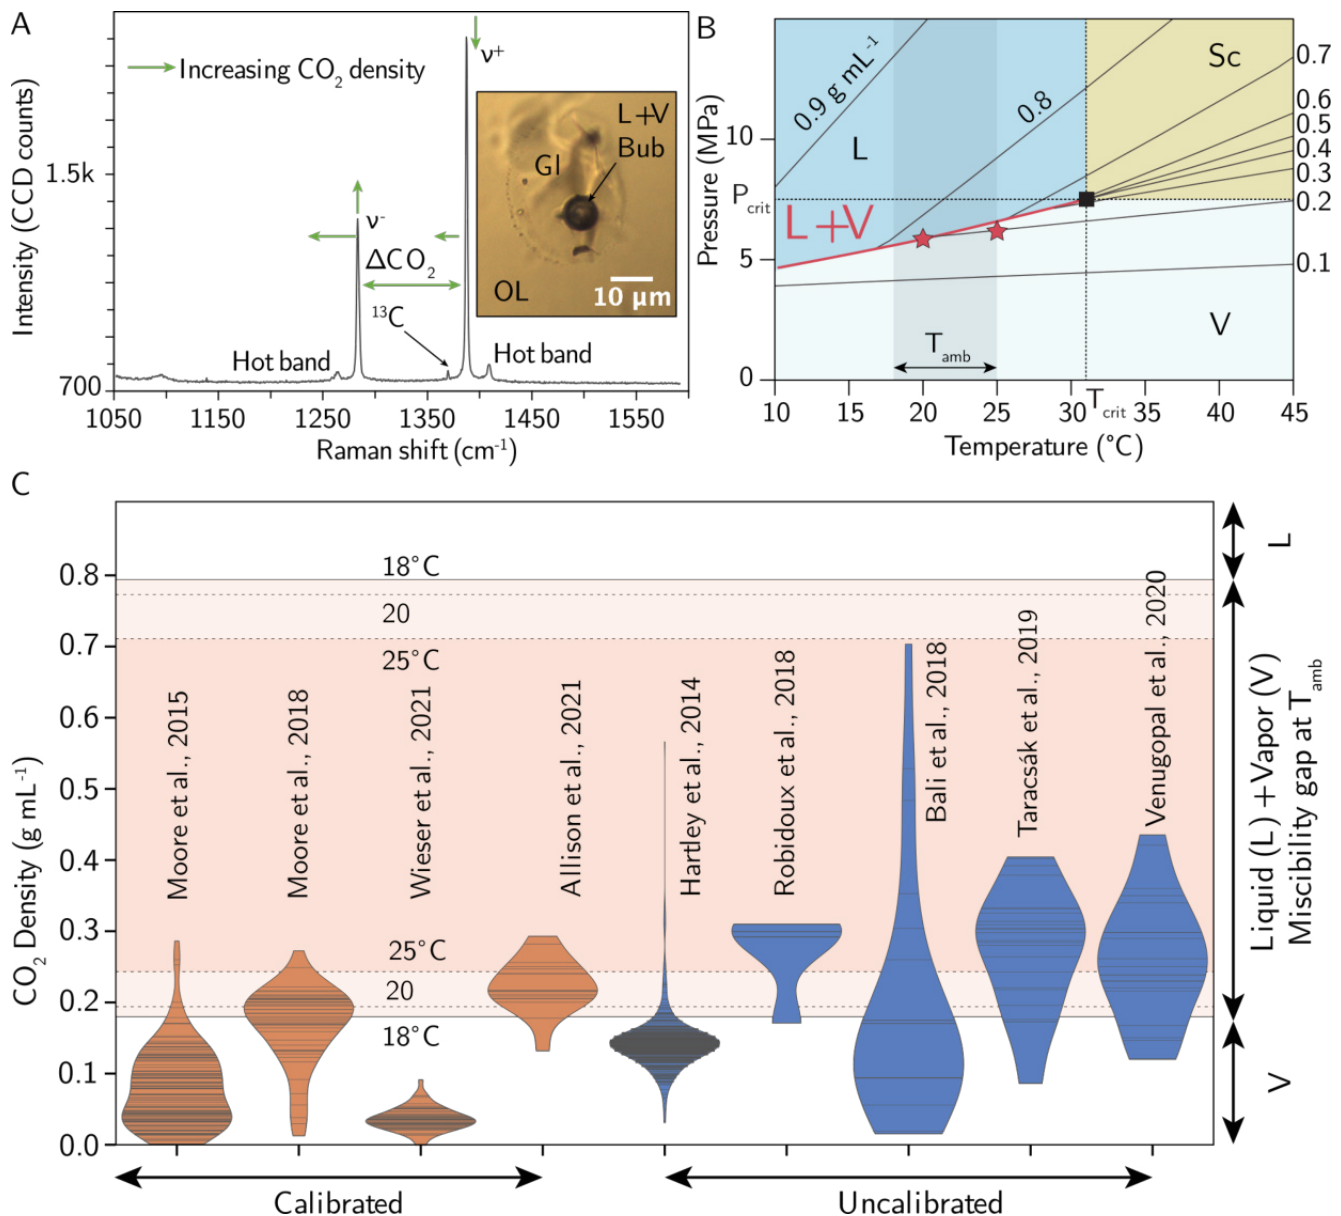 A
Increasing CO₂ density
ν⁺
L+V
Bub
Gl
OL
10 µm
ν⁻
ΔCO₂
¹³C
Hot band
Hot band
Intensity (CCD counts)
1.5k
700
1050
1150
1250
1350
1450
1550
Raman shift (cm⁻¹)
B
0.9 g mL⁻¹
0.8
Sc
L
L+V
V
0.7
0.6
0.5
0.4
0.3
0.2
0.1
Pressure (MPa)
10
P crit
5
0
T amb
10
15
20
25
30
T crit
35
40
45
Temperature (°C)
C
CO₂ Density (g mL⁻¹)
0.8
0.7
0.6
0.5
0.4
0.3
0.2
0.1
0.0
18°C
20
25°C
25°C
20
18°C
Moore et al., 2015
Moore et al., 2018
Wieser et al., 2021
Allison et al., 2021
Hartley et al., 2014
Robidoux et al., 2018
Bali et al., 2018
Taracsák et al., 2019
Venugopal et al., 2020
L
Liquid (L) +Vapor (V)
Miscibility gap at T amb
V
Calibrated
Uncalibrated